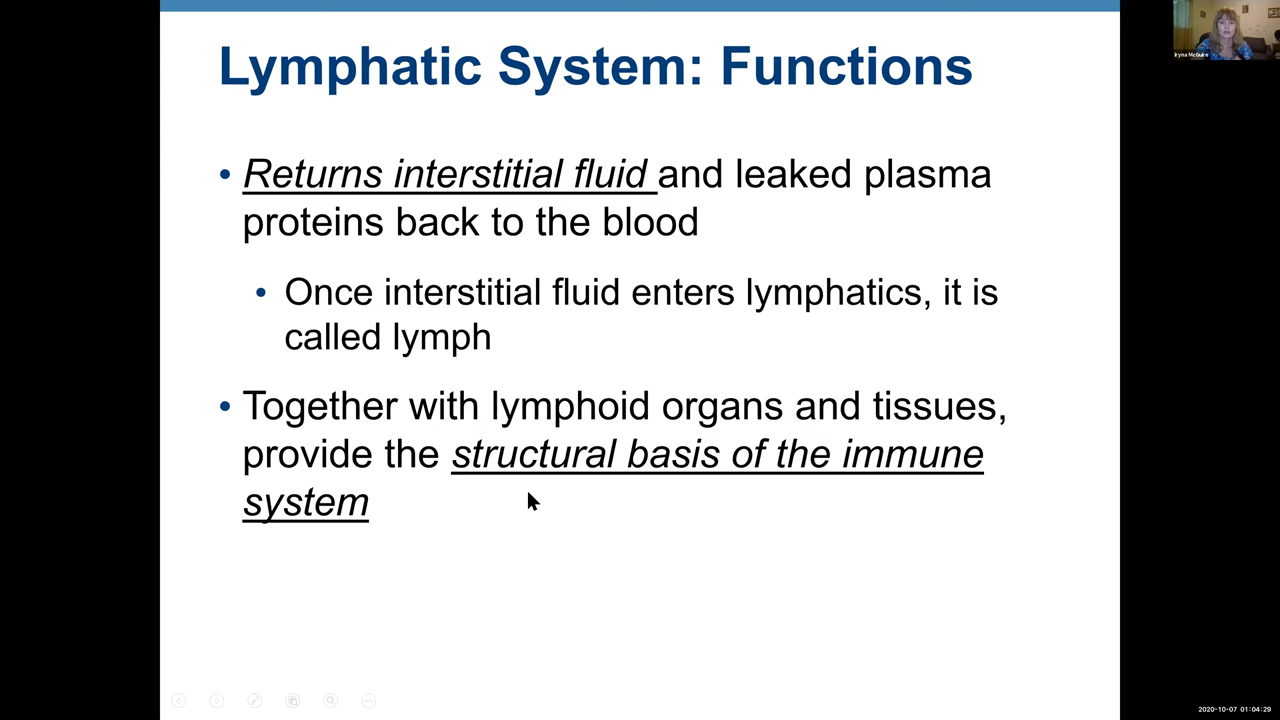 Lymphatic System: Functions
• Returns interstitial fluid and leaked plasma
proteins back to the blood
• Once interstitial fluid enters lymphatics, it is
called lymph
• Together with lymphoid organs and tissues,
provide the structural basis of the immune
system
Iryna McGuire
2020-10-07 01:04:29